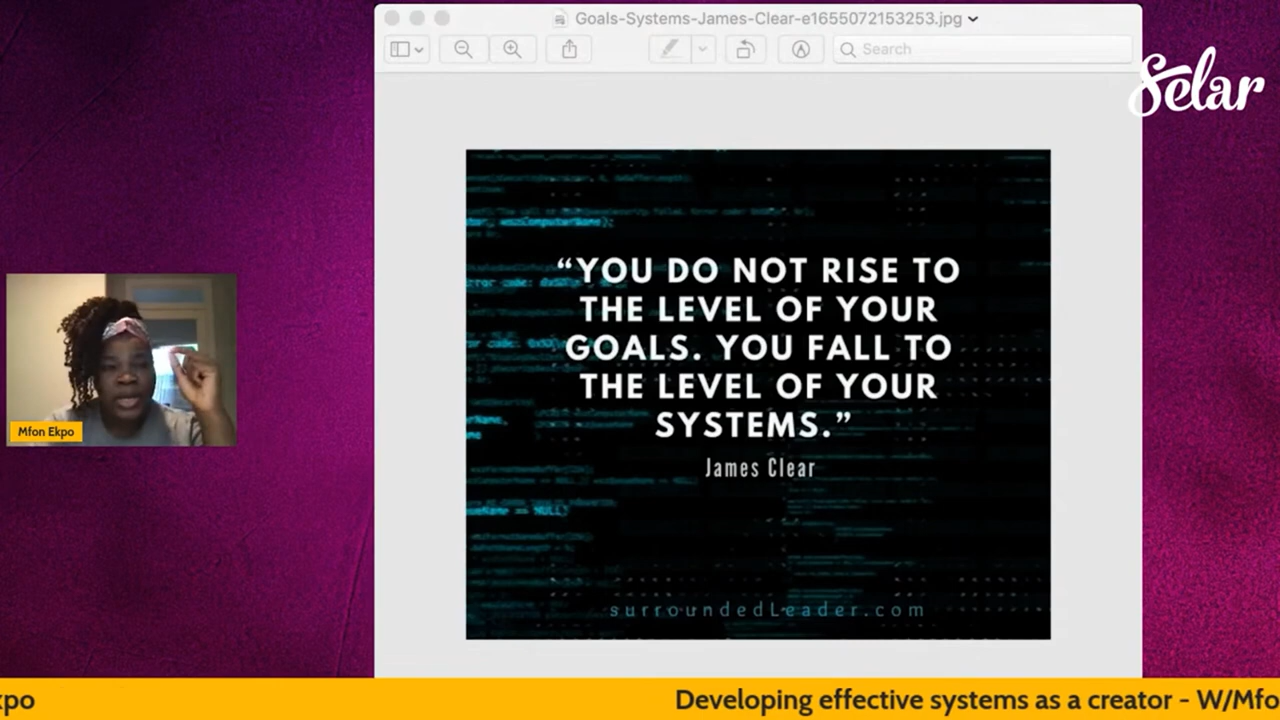 Goals-Systems-James-Clear-e1655072153253.jpg
Search
Selar
“YOU DO NOT RISE TO
THE LEVEL OF YOUR
GOALS. YOU FALL TO
THE LEVEL OF YOUR
SYSTEMS.”
James Clear
surroundedLeader.com
Mfon Ekpo
xpo
Developing effective systems as a creator - W/Mfo